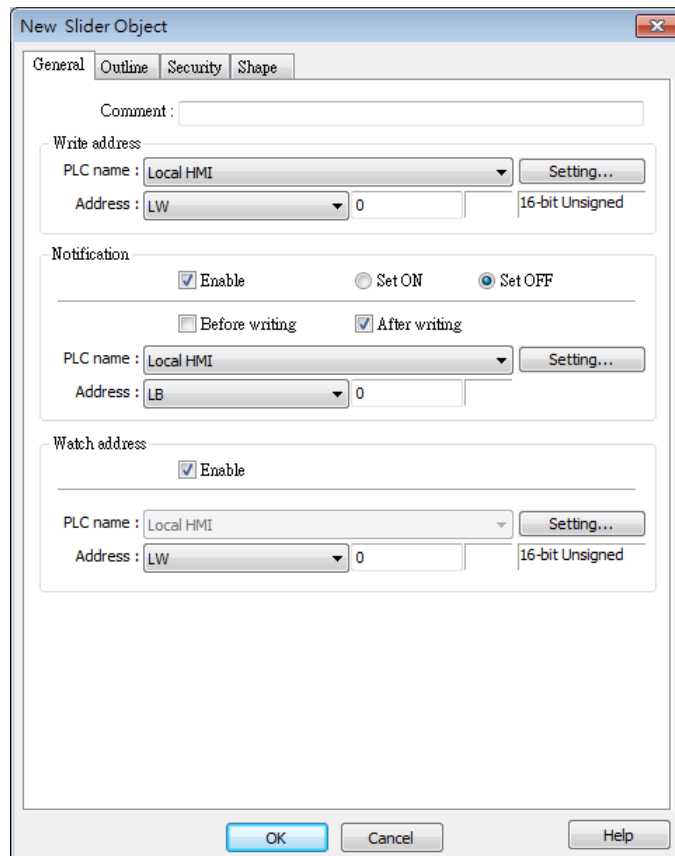 New Slider Object
General Outline Security Shape
Comment :
Write address
PLC name : Local HMI Setting...
Address : LW 0 16-bit Unsigned
Notification
Enable Set ON Set OFF
Before writing After writing
PLC name : Local HMI Setting...
Address : LB 0
Watch address
Enable
PLC name : Local HMI Setting...
Address : LW 0 16-bit Unsigned
OK Cancel Help